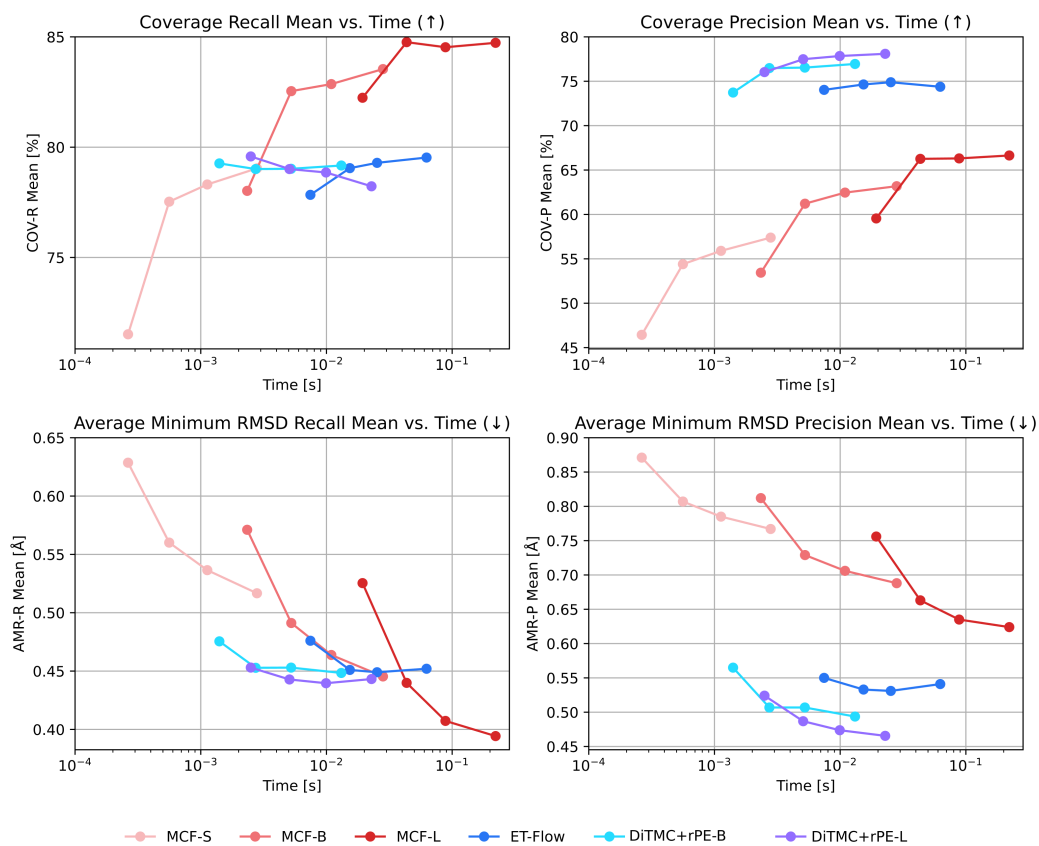 Coverage Recall Mean vs. Time (↑)
85
80
75
COV-R Mean [%]
10⁻⁴ 10⁻³ 10⁻² 10⁻¹
Time [s]
Coverage Precision Mean vs. Time (↑)
80
75
70
65
60
55
50
45
COV-P Mean [%]
10⁻⁴ 10⁻³ 10⁻² 10⁻¹
Time [s]
Average Minimum RMSD Recall Mean vs. Time (↓)
0.65
0.60
0.55
0.50
0.45
0.40
AMR-R Mean [Å]
10⁻⁴ 10⁻³ 10⁻² 10⁻¹
Time [s]
Average Minimum RMSD Precision Mean vs. Time (↓)
0.90
0.85
0.80
0.75
0.70
0.65
0.60
0.55
0.50
0.45
AMR-P Mean [Å]
10⁻⁴ 10⁻³ 10⁻² 10⁻¹
Time [s]
MCF-S MCF-B MCF-L ET-Flow DiTMC+rPE-B DiTMC+rPE-L